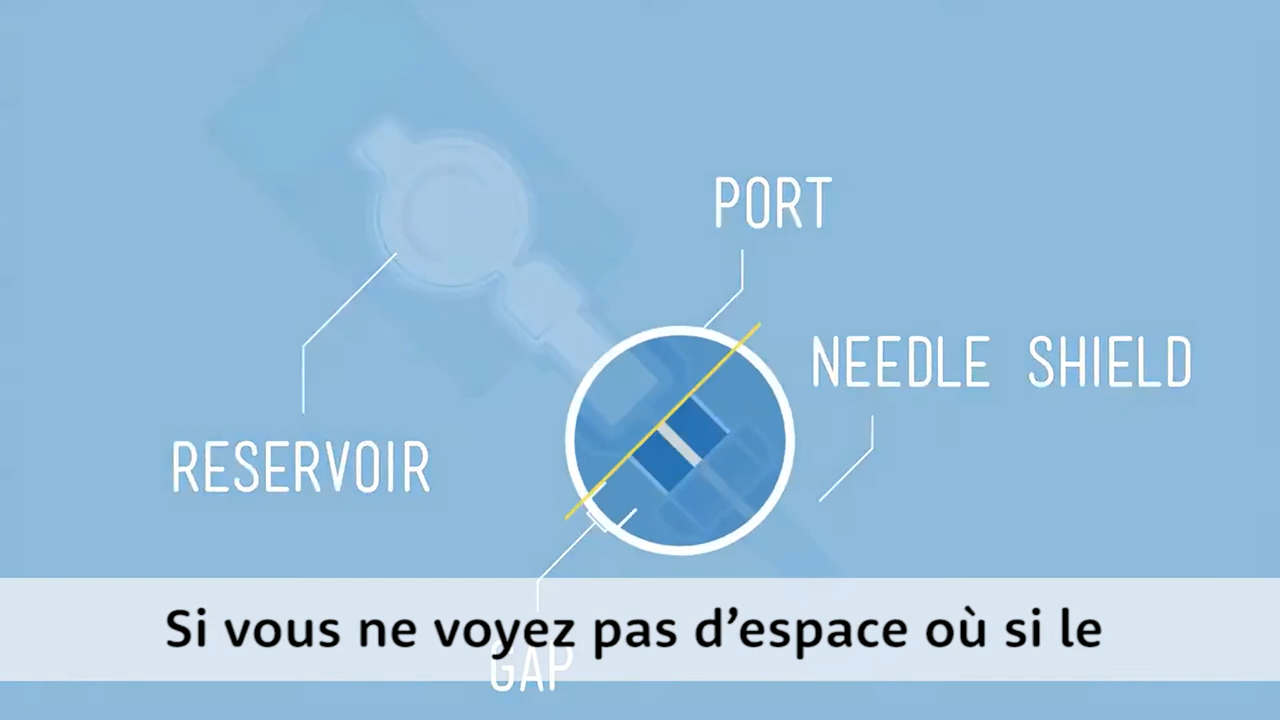 PORT
NEEDLE SHIELD
RESERVOIR
Si vous ne voyez pas d’espace où si le
GAP